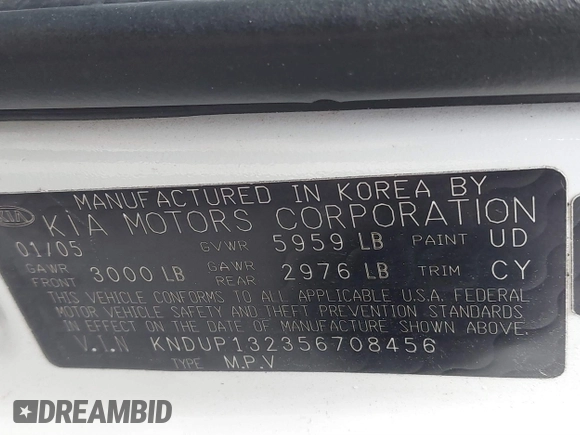 MANUFACTURED IN KOREA BY
KIA KIA MOTORS CORPORATION
01/05 GVWR 5959 LB PAINT UD
GAWR FRONT 3000 LB GAWR REAR 2976 LB TRIM CY
THIS VEHICLE CONFORMS TO ALL APPLICABLE U.S.A. FEDERAL
MOTOR VEHICLE SAFETY AND THEFT PREVENTION STANDARDS
IN EFFECT ON THE DATE OF MANUFACTURE SHOWN ABOVE.
V.I.N KNDUP132356708456
TYPE M.P.V
DREAMBID